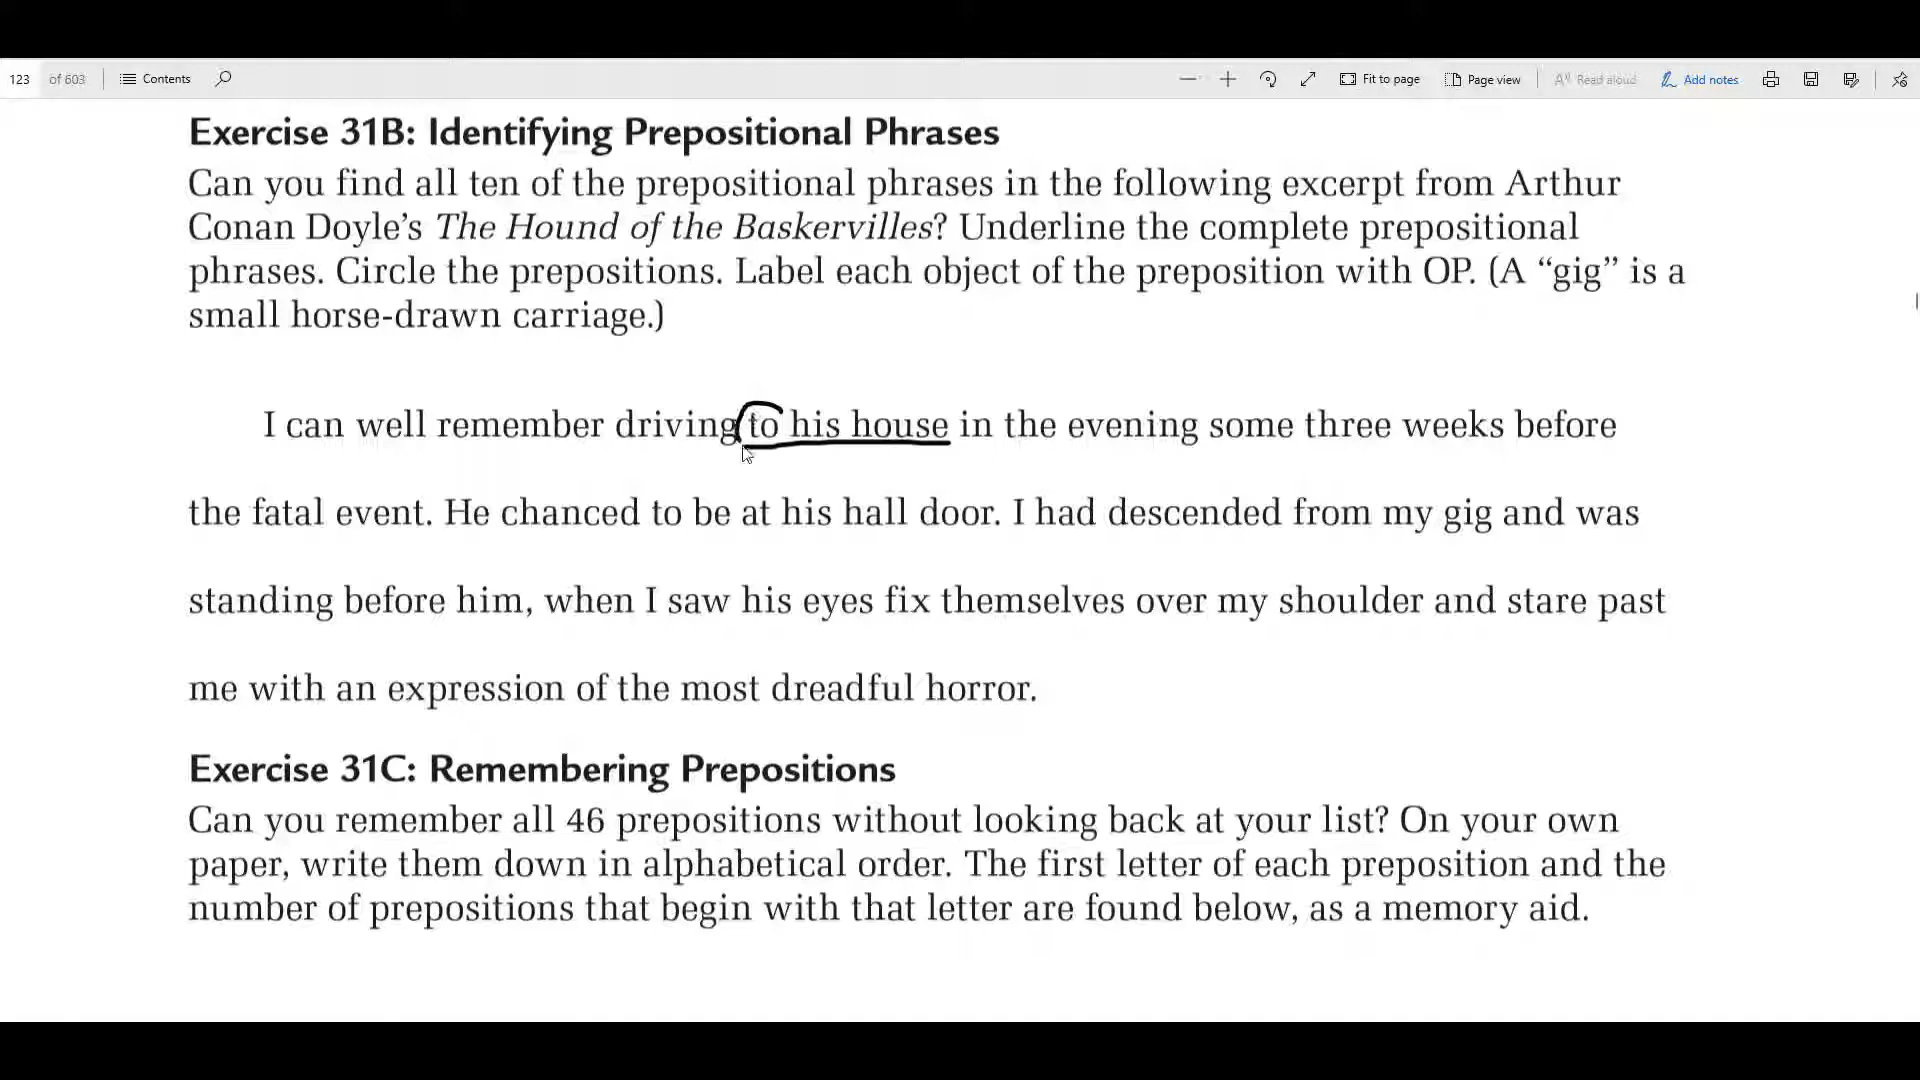 123 of 603 Contents Fit to page Page view Read aloud Add notes
Exercise 31B: Identifying Prepositional Phrases
Can you find all ten of the prepositional phrases in the following excerpt from Arthur
Conan Doyle’s The Hound of the Baskervilles? Underline the complete prepositional
phrases. Circle the prepositions. Label each object of the preposition with OP. (A “gig” is a
small horse-drawn carriage.)
I can well remember driving to his house in the evening some three weeks before
the fatal event. He chanced to be at his hall door. I had descended from my gig and was
standing before him, when I saw his eyes fix themselves over my shoulder and stare past
me with an expression of the most dreadful horror.
Exercise 31C: Remembering Prepositions
Can you remember all 46 prepositions without looking back at your list? On your own
paper, write them down in alphabetical order. The first letter of each preposition and the
number of prepositions that begin with that letter are found below, as a memory aid.